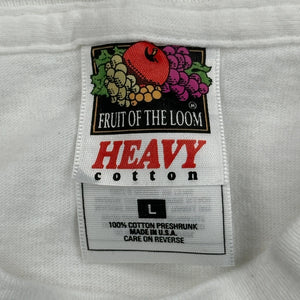 FRUIT OF THE LOOM
HEAVY
cotton
L
100% COTTON PRESHRUNK
MADE IN U.S.A.
CARE ON REVERSE